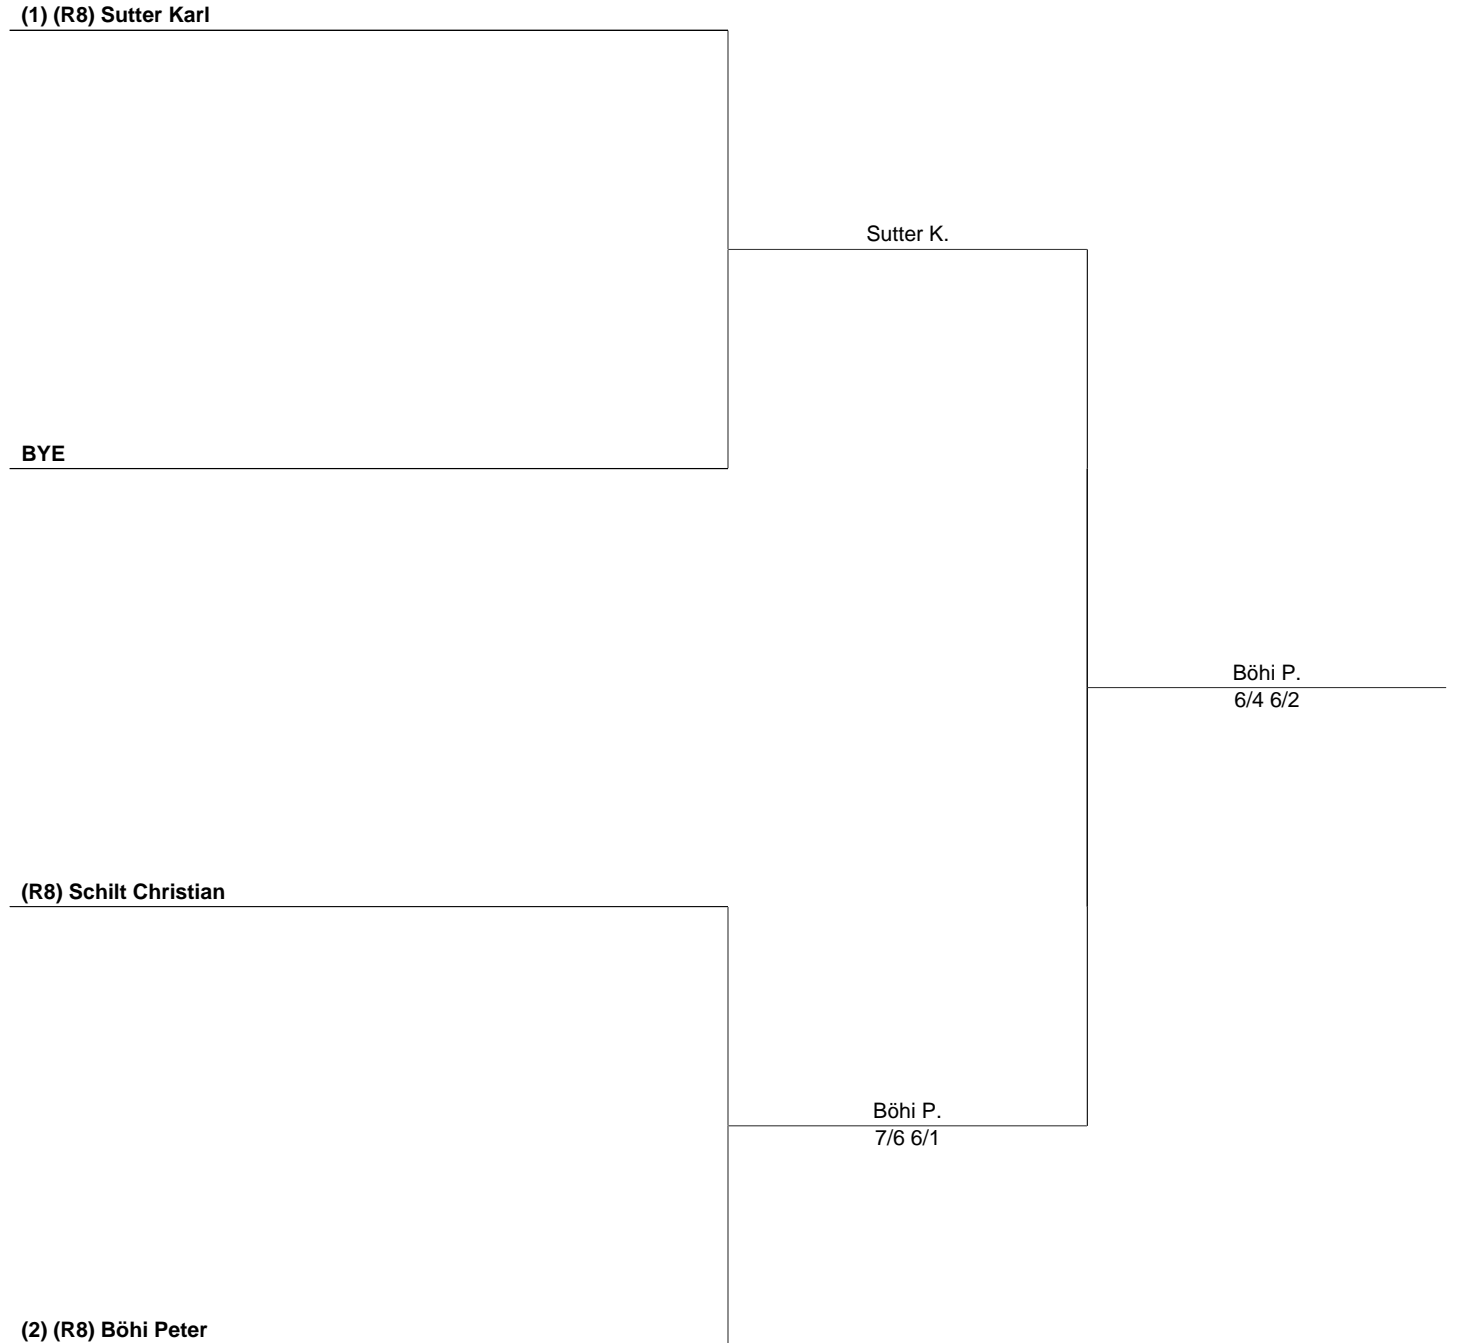 (1) (R8) Sutter Karl
Sutter K.
BYE
Böhi P.
6/4 6/2
(R8) Schilt Christian
Böhi P.
7/6 6/1
(2) (R8) Böhi Peter